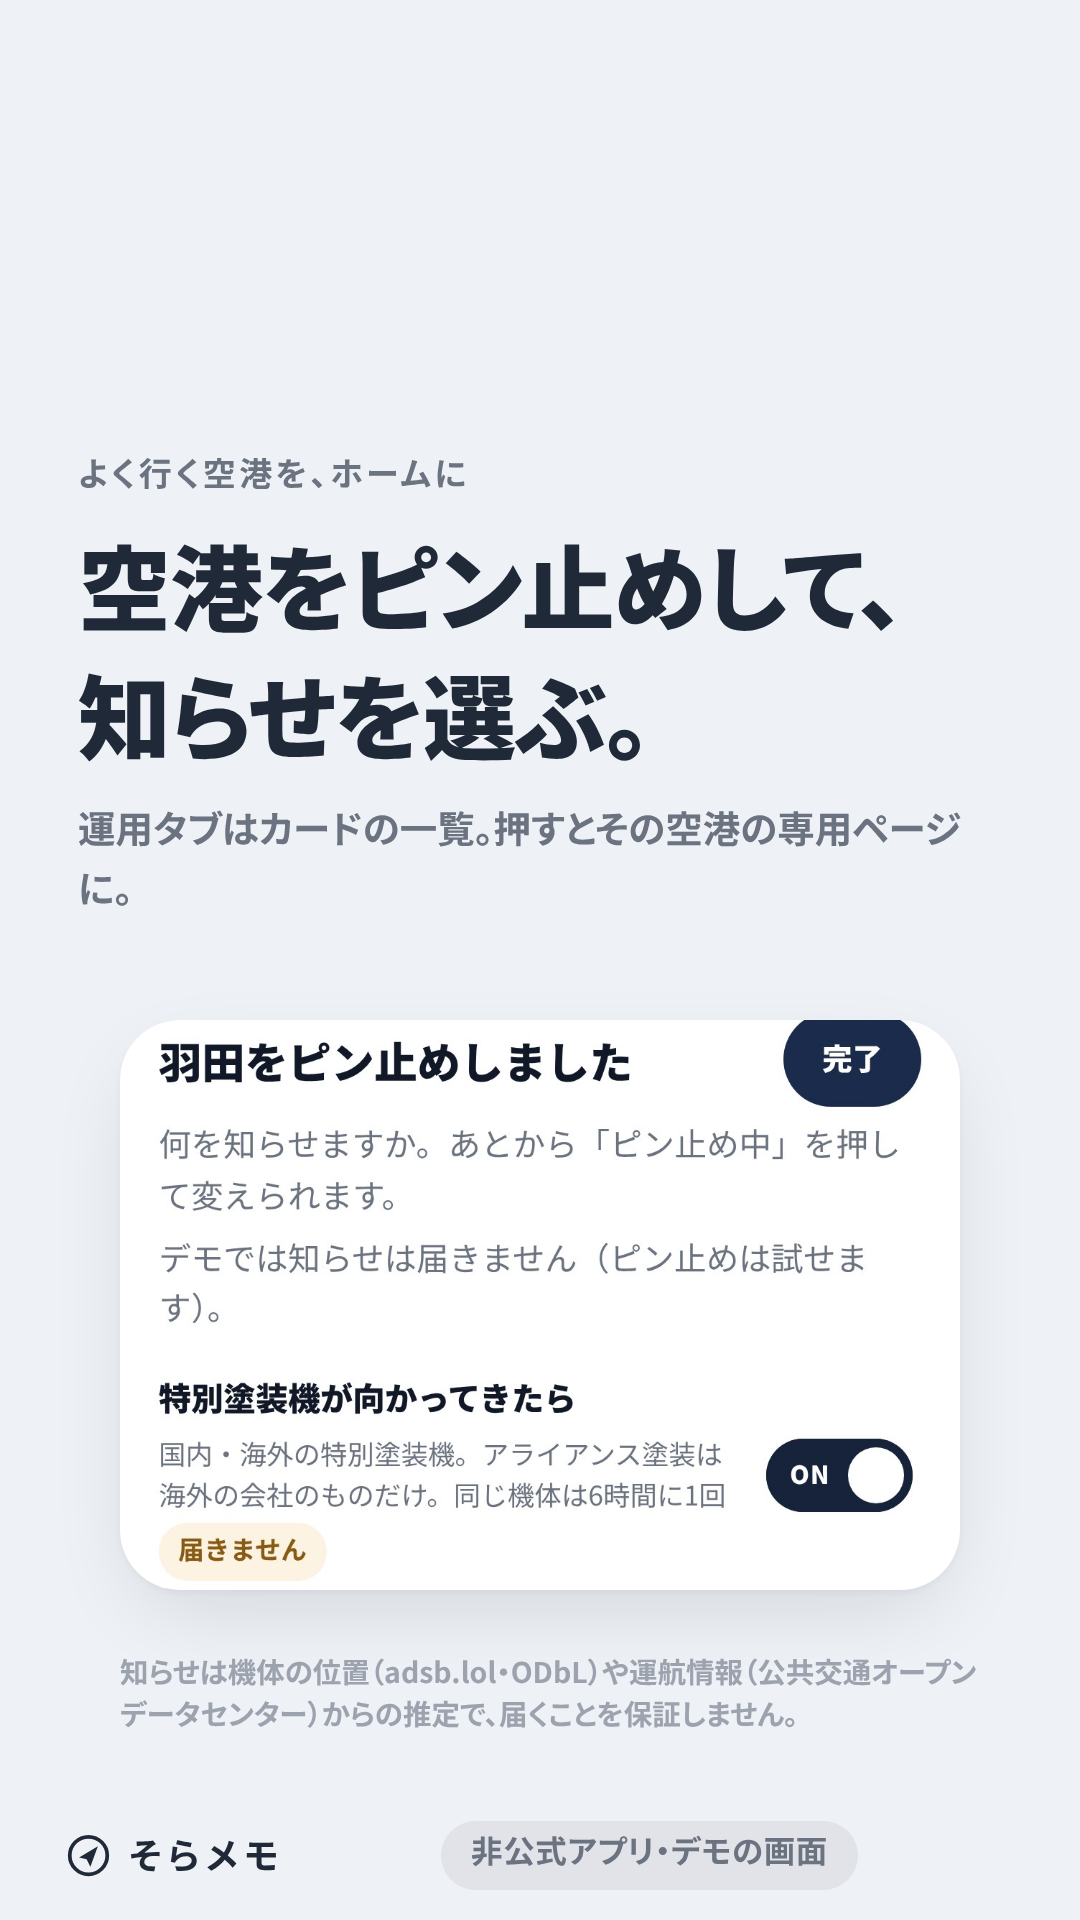 よく行く空港を、ホームに
空港をピン止めして、
知らせを選ぶ。
運用タブはカードの一覧。押すとその空港の専用ページ
に。
羽田をピン止めしました
完了
何を知らせますか。あとから「ピン止め中」を押し
て変えられます。
デモでは知らせは届きません（ピン止めは試せま
す）。
特別塗装機が向かってきたら
国内・海外の特別塗装機。アライアンス塗装は
海外の会社のものだけ。同じ機体は6時間に1回
ON
届きません
知らせは機体の位置（adsb.lol・ODbL）や運航情報（公共交通オープン
データセンター）からの推定で、届くことを保証しません。
そらメモ
非公式アプリ・デモの画面